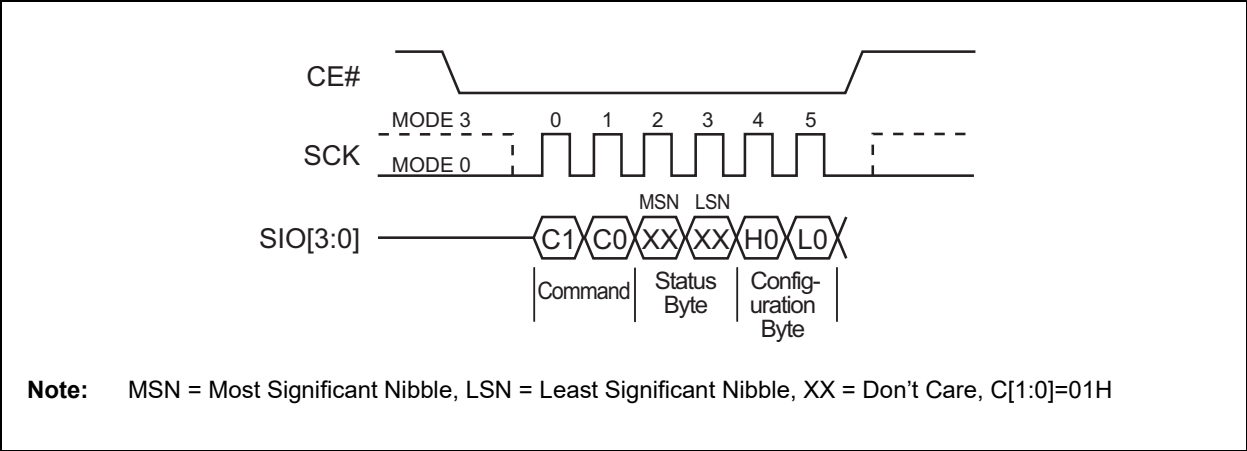 CE#
MODE 3 0 1 2 3 4 5
SCK
MODE 0
MSN LSN
SIO[3:0] C1 C0 XX XX H0 L0
Command Status Config-
Byte uration
Byte
Note: MSN = Most Significant Nibble, LSN = Least Significant Nibble, XX = Don't Care, C[1:0]=01H